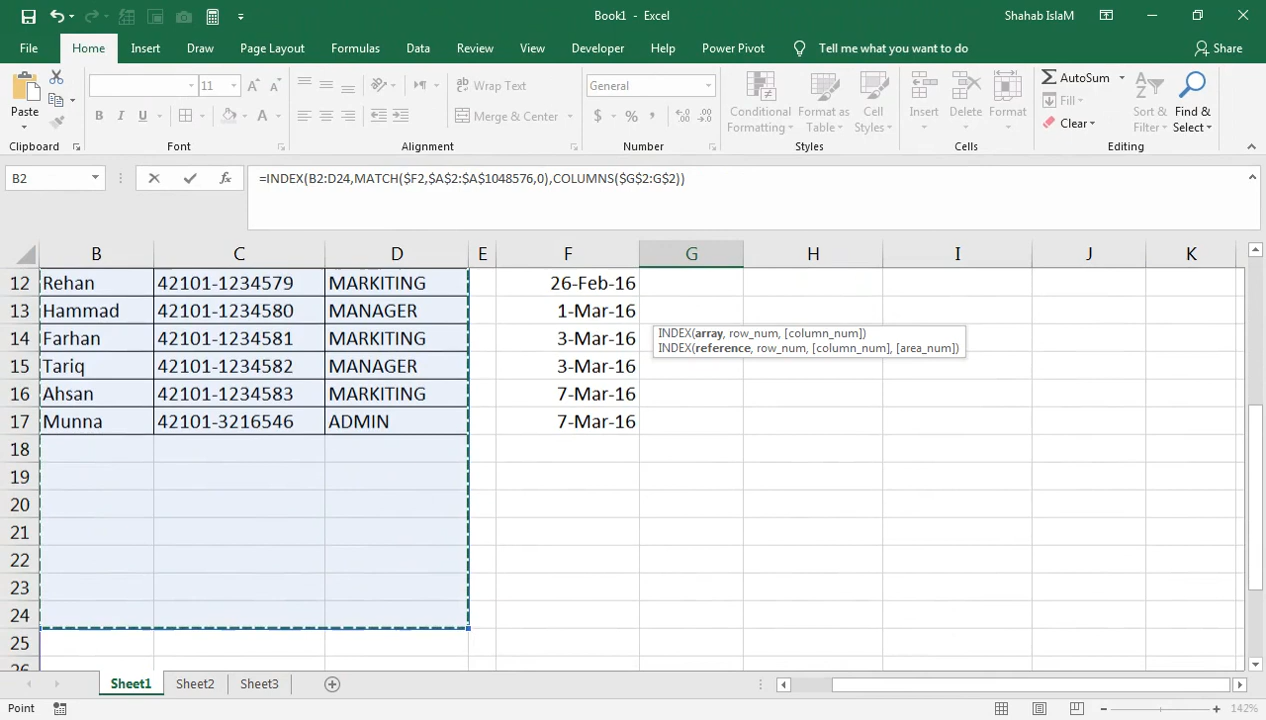 Book1 - Excel
Shahab IslaM
File Home Insert Draw Page Layout Formulas Data Review View Developer Help Power Pivot Tell me what you want to do Share
Paste
Clipboard
11
B I U
Font
Wrap Text
Merge & Center
Alignment
General
$ % ,
Number
Conditional Formatting
Format as Table
Cell Styles
Styles
Insert Delete Format
Cells
AutoSum
Fill
Clear
Sort & Filter
Find & Select
Editing
B2 fx =INDEX(B2:D24,MATCH($F2,$A$2:$A$1048576,0),COLUMNS($G$2:G$2))
B C D E F G H I J K
12 Rehan 42101-1234579 MARKITING 26-Feb-16
13 Hammad 42101-1234580 MANAGER 1-Mar-16
14 Farhan 42101-1234581 MARKITING 3-Mar-16
INDEX(array, row_num, [column_num])
INDEX(reference, row_num, [column_num], [area_num])
15 Tariq 42101-1234582 MANAGER 3-Mar-16
16 Ahsan 42101-1234583 MARKITING 7-Mar-16
17 Munna 42101-3216546 ADMIN 7-Mar-16
18
19
20
21
22
23
24
25
26
Sheet1 Sheet2 Sheet3
Point 142%